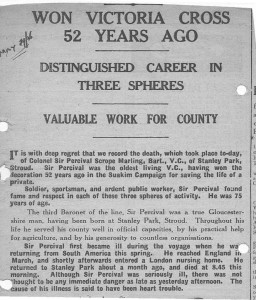 WON VICTORIA CROSS
52 YEARS AGO
DISTINGUISHED CAREER IN
THREE SPHERES
VALUABLE WORK FOR COUNTY
IT is with deep regret that we record the death, which took place to-day,
of Colonel Sir Percival Scrope Marling, Bart., V.C., of Stanley Park,
Stroud. Sir Percival was the oldest living V.C., having won the
decoration 52 years ago in the Suakim Campaign for saving the life of a
private.
Soldier, sportsman, and ardent public worker, Sir Percival found
fame and respect in each of these three spheres of activity. He was 75
years of age.
The third Baronet of the line, Sir Percival was a true Gloucester-
shire man, having been born at Stanley Park, Stroud. Throughout his
life he served his county well in official capacities, by his practical help
for agriculture, and by his generosity to countless organisations.
Sir Percival first became ill during the voyage when he was
returning from South America this spring. He reached England in
March, and shortly afterwards entered a London nursing home. He
returned to Stanley Park about a month ago, and died at 8.45 this
morning. Although Sir Percival was seriously ill, there was not
thought to be any immediate danger as late as yesterday afternoon. The
cause of his illness is said to have been heart trouble.